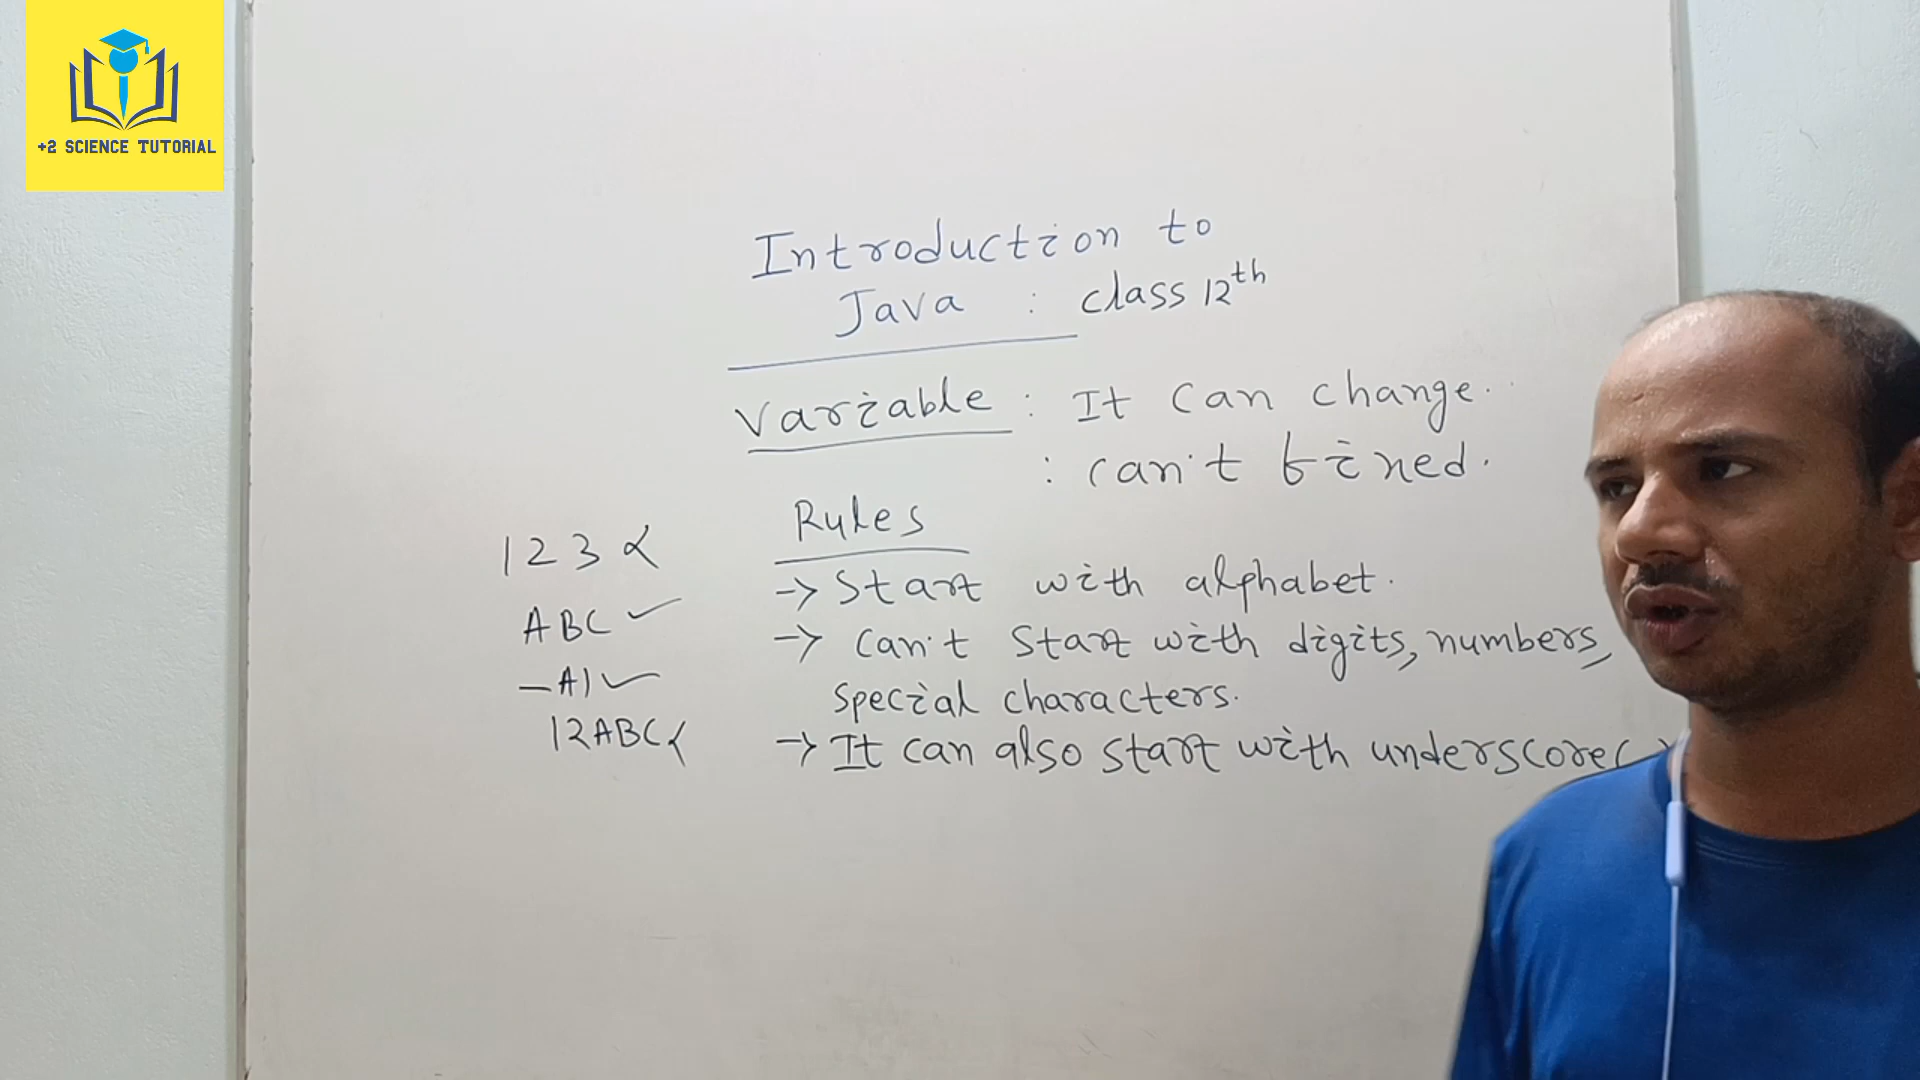 +2 SCIENCE TUTORIAL
Introduction to
Java : class 12th
Variable : It can change.
: can't fixed.
Rules
→ Start with alphabet.
→ can't start with digits, numbers,
special characters.
→ It can also start with underscore(
123 ×
ABC ✓
_A1 ✓
12ABC ×